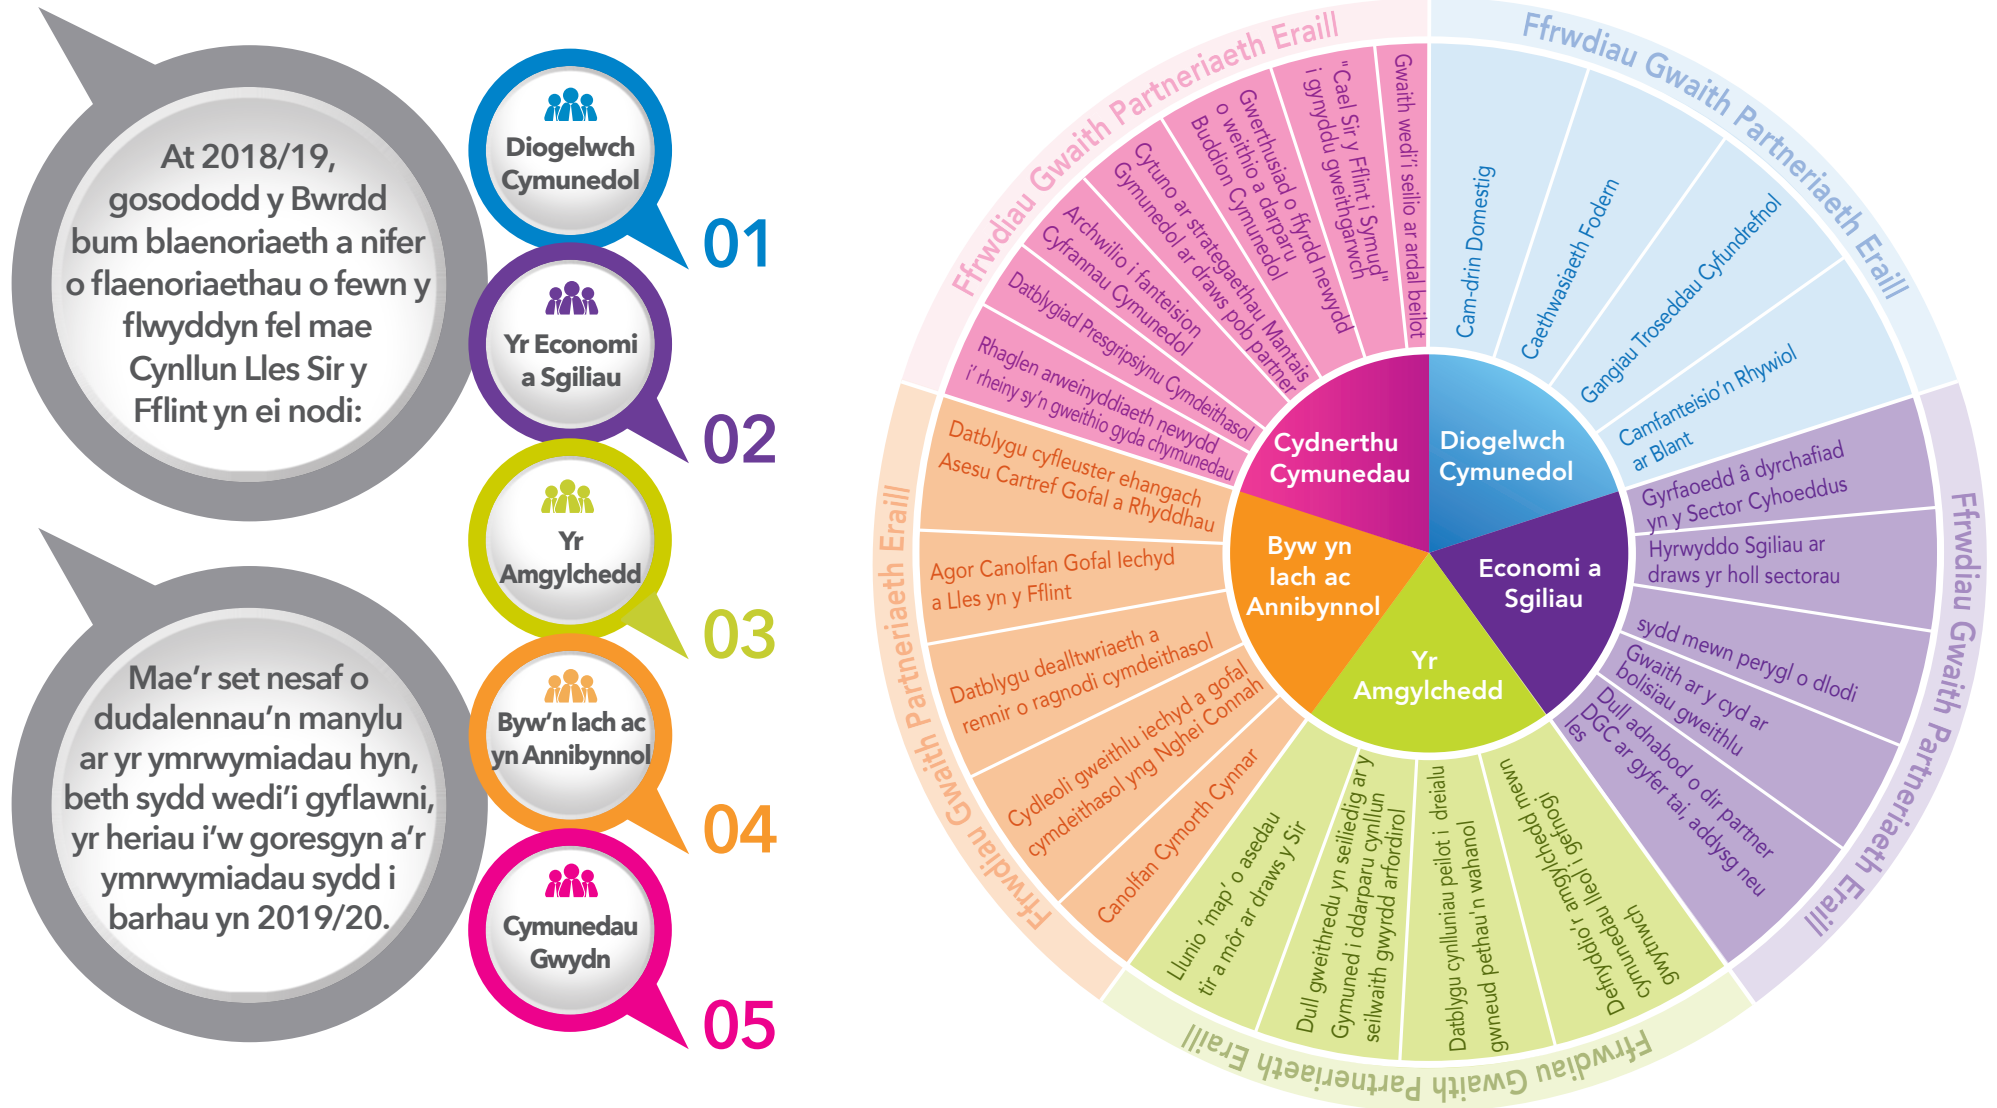 At 2018/19,
gosododd y Bwrdd
bum blaenoriaeth a nifer
o flaenoriaethau o fewn y
flwyddyn fel mae
Cynllun Lles Sir y
Fflint yn ei nodi:
Mae'r set nesaf o
dudalennau'n manylu
ar yr ymrwymiadau hyn,
beth sydd wedi'i gyflawni,
yr heriau i'w goresgyn a'r
ymrwymiadau sydd i
barhau yn 2019/20.
Diogelwch
Cymunedol
01
Yr Economi
a Sgiliau
02
Yr
Amgylchedd
03
Byw'n Iach ac
yn Annibynnol
04
Cymunedau
Gwydn
05
Ffrwdiau Gwaith Partneriaeth Eraill
Diogelwch
Cymunedol
Cam-drin Domestig
Caethwasiaeth Fodern
Gangiau Troseddau Cyfundrefnol
Camfanteisio'n Rhywiol
ar Blant
Ffrwdiau Gwaith Partneriaeth Eraill
Economi a
Sgiliau
Gyrfaoedd â dyrchafiad
yn y Sector Cyhoeddus
Hyrwyddo Sgiliau ar
draws yr holl sectorau
sydd mewn perygl o dlodi
Gwaith ar y cyd ar
bolisiau gweithlu
Dull adnabod o dir partner
DGC ar gyfer tai, addysg neu
les
Ffrwdiau Gwaith Partneriaeth Eraill
Yr
Amgylchedd
Defnyddio'r amgylchedd mewn
cymunedau lleol i gefnogi
gwytnwch
Datblygu cynlluniau peilot i dreialu
gwneud pethau'n wahanol
Dull gweithredu yn seiliedig ar y
Gymuned i ddarparu cynllun
seilwaith gwyrdd arfordirol
Llunio 'map' o asedau
tir a môr ar draws y Sir
Ffrwdiau Gwaith Partneriaeth Eraill
Byw yn
Iach ac
Annibynnol
Canolfan Cymorth Cynnar
Cydleoli gweithlu iechyd a gofal
cymdeithasol yng Nghei Connah
Datblygu dealltwriaeth a
rennir o ragnodi cymdeithasol
Agor Canolfan Gofal Iechyd
a Lles yn y Fflint
Datblygu cyfleuster ehangach
Asesu Cartref Gofal a Rhyddhau
Ffrwdiau Gwaith Partneriaeth Eraill
Cydnerthu
Cymunedau
Rhaglen arweinyddiaeth newydd
i' rheiny sy'n gweithio gyda chymunedau
Datblygiad Presgripsiynu Cymdeithasol
Archwilio i fanteision
Cyfrannau Cymunedol
Cytuno ar strategaethau Mantais
Gymunedol ar draws pob partner
Gwerthusiad o ffyrdd newydd
o weithio a darparu
Buddion Cymunedol
"Cael Sir y Fflint i Symud"
i gynyddu gweithgarwch
Gwaith wedi'i seilio ar ardal beilot